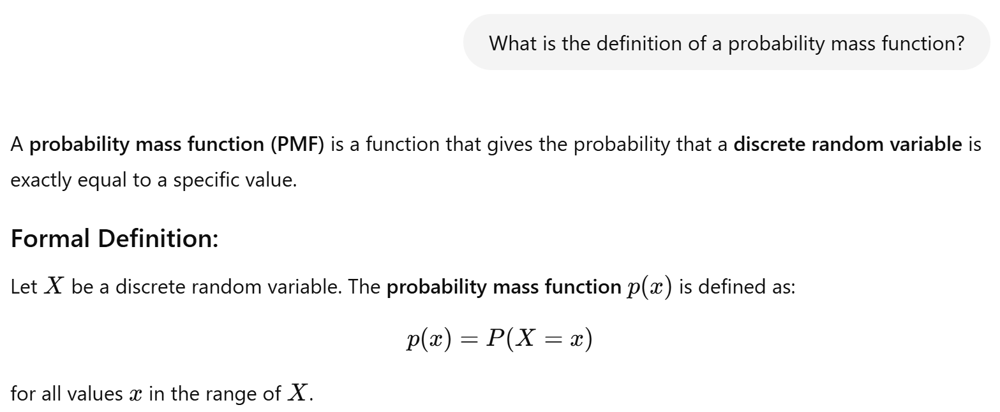 What is the definition of a probability mass function?
A probability mass function (PMF) is a function that gives the probability that a discrete random variable is
exactly equal to a specific value.
Formal Definition:
Let X be a discrete random variable. The probability mass function p(x) is defined as:
p(x) = P(X = x)
for all values x in the range of X.